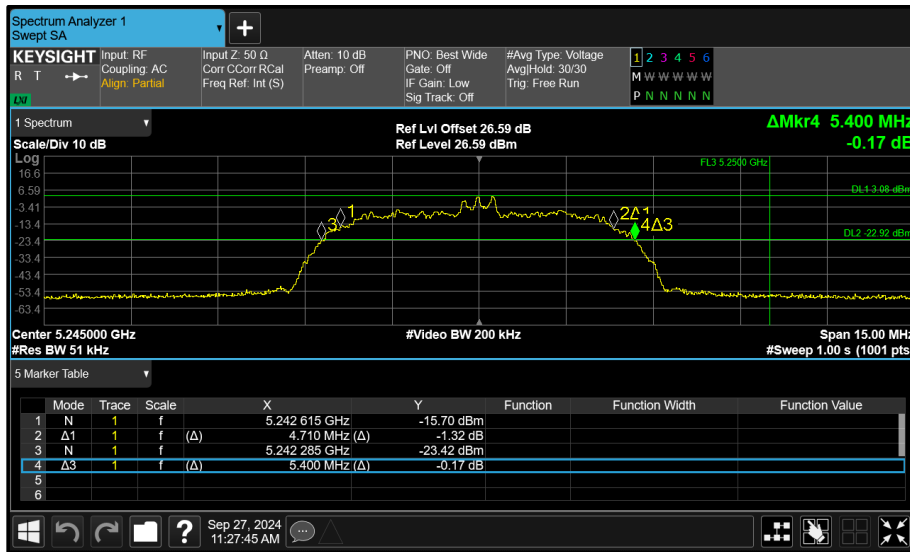 Spectrum Analyzer 1
Swept SA
+
KEYSIGHT
R T
LXI
Input: RF
Coupling: AC
Align: Partial
Input Z: 50 Ω
Corr CCorr RCal
Freq Ref: Int (S)
Atten: 10 dB
Preamp: Off
PNO: Best Wide
Gate: Off
IF Gain: Low
Sig Track: Off
#Avg Type: Voltage
Avg|Hold: 30/30
Trig: Free Run
1 2 3 4 5 6
M W W W W W
P N N N N N
1 Spectrum
Scale/Div 10 dB
Ref Lvl Offset 26.59 dB
Ref Level 26.59 dBm
ΔMkr4 5.400 MHz
-0.17 dB
Log
16.6
6.59
-3.41
-13.4
-23.4
-33.4
-43.4
-53.4
-63.4
FL3 5.2500 GHz
DL1 3.08 dBm
DL2 -22.92 dBm
1
3
2Δ1
4Δ3
Center 5.245000 GHz
#Video BW 200 kHz
Span 15.00 MHz
#Res BW 51 kHz
#Sweep 1.00 s (1001 pts
5 Marker Table
Mode Trace Scale X Y Function Function Width Function Value
1 N 1 f 5.242 615 GHz -15.70 dBm
2 Δ1 1 f (Δ) 4.710 MHz (Δ) -1.32 dB
3 N 1 f 5.242 285 GHz -23.42 dBm
4 Δ3 1 f (Δ) 5.400 MHz (Δ) -0.17 dB
5
6
?
Sep 27, 2024
11:27:45 AM